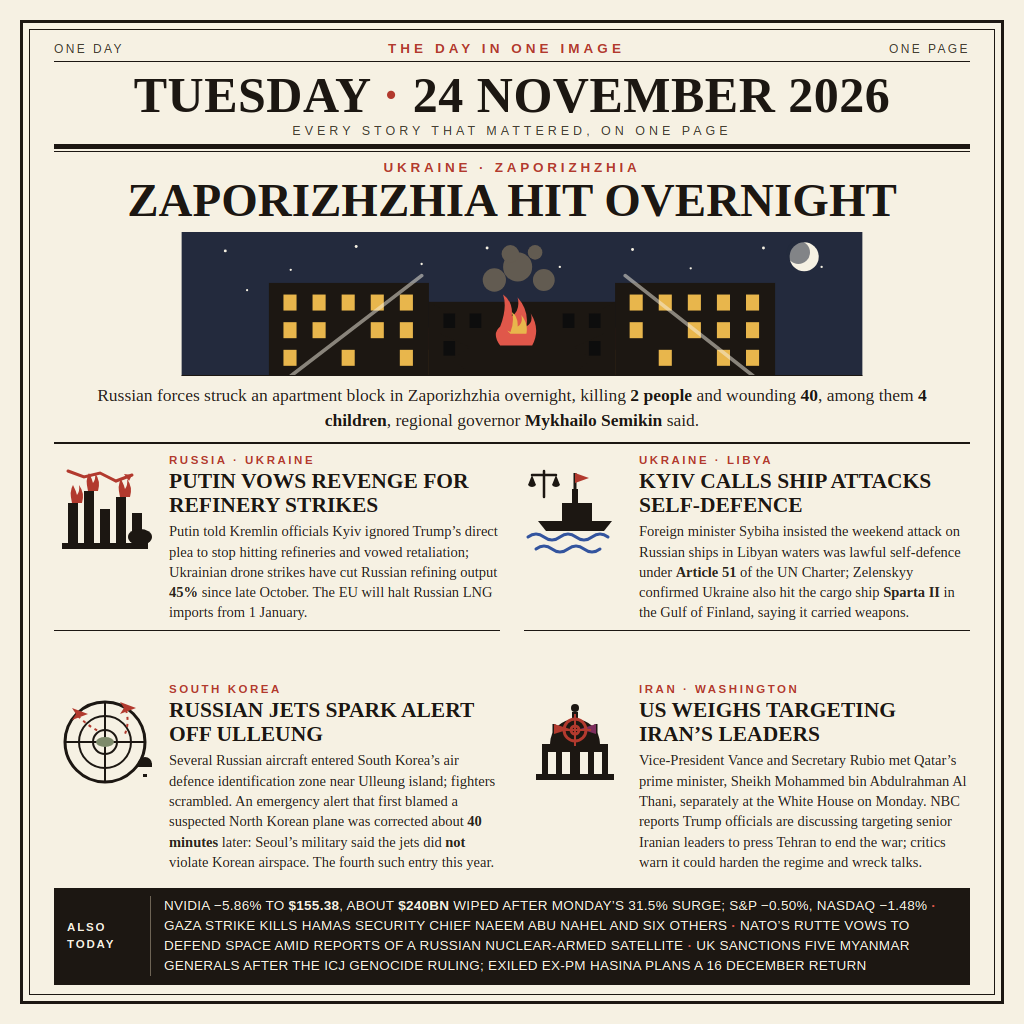 ONE DAY
THE DAY IN ONE IMAGE
ONE PAGE
TUESDAY · 24 NOVEMBER 2026
EVERY STORY THAT MATTERED, ON ONE PAGE
UKRAINE · ZAPORIZHZHIA
ZAPORIZHZHIA HIT OVERNIGHT
Russian forces struck an apartment block in Zaporizhzhia overnight, killing 2 people and wounding 40, among them 4
children, regional governor Mykhailo Semikin said.
RUSSIA · UKRAINE
PUTIN VOWS REVENGE FOR
REFINERY STRIKES
Putin told Kremlin officials Kyiv ignored Trump’s direct
plea to stop hitting refineries and vowed retaliation;
Ukrainian drone strikes have cut Russian refining output
45% since late October. The EU will halt Russian LNG
imports from 1 January.
UKRAINE · LIBYA
KYIV CALLS SHIP ATTACKS
SELF-DEFENCE
Foreign minister Sybiha insisted the weekend attack on
Russian ships in Libyan waters was lawful self-defence
under Article 51 of the UN Charter; Zelenskyy
confirmed Ukraine also hit the cargo ship Sparta II in
the Gulf of Finland, saying it carried weapons.
SOUTH KOREA
RUSSIAN JETS SPARK ALERT
OFF ULLEUNG
Several Russian aircraft entered South Korea’s air
defence identification zone near Ulleung island; fighters
scrambled. An emergency alert that first blamed a
suspected North Korean plane was corrected about 40
minutes later: Seoul’s military said the jets did not
violate Korean airspace. The fourth such entry this year.
IRAN · WASHINGTON
US WEIGHS TARGETING
IRAN’S LEADERS
Vice-President Vance and Secretary Rubio met Qatar’s
prime minister, Sheikh Mohammed bin Abdulrahman Al
Thani, separately at the White House on Monday. NBC
reports Trump officials are discussing targeting senior
Iranian leaders to press Tehran to end the war; critics
warn it could harden the regime and wreck talks.
ALSO
TODAY
NVIDIA −5.86% TO $155.38, ABOUT $240BN WIPED AFTER MONDAY’S 31.5% SURGE; S&P −0.50%, NASDAQ −1.48% ·
GAZA STRIKE KILLS HAMAS SECURITY CHIEF NAEEM ABU NAHEL AND SIX OTHERS · NATO’S RUTTE VOWS TO
DEFEND SPACE AMID REPORTS OF A RUSSIAN NUCLEAR-ARMED SATELLITE · UK SANCTIONS FIVE MYANMAR
GENERALS AFTER THE ICJ GENOCIDE RULING; EXILED EX-PM HASINA PLANS A 16 DECEMBER RETURN